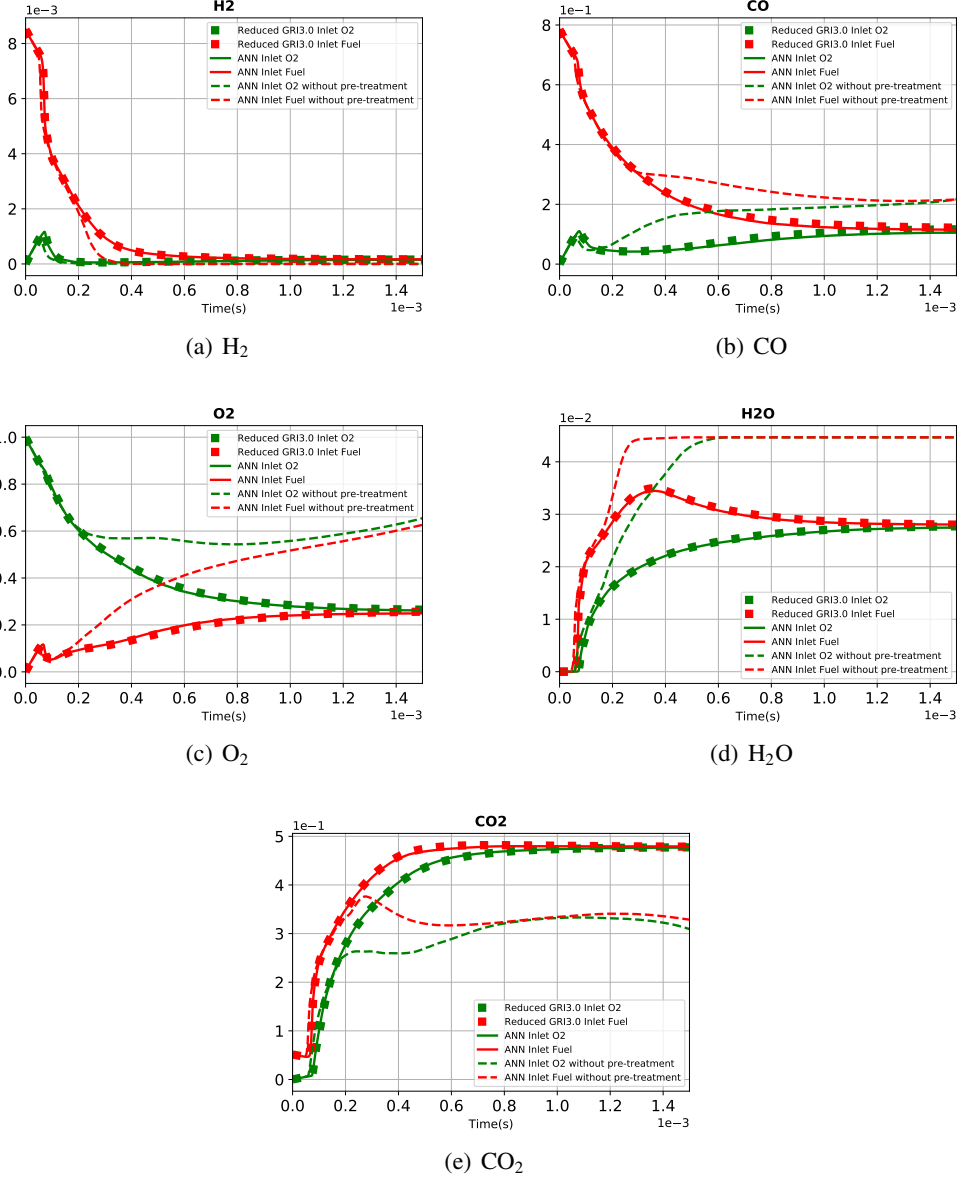 H2
1e−3
8
6
4
2
0
Reduced GRI3.0 Inlet O2
Reduced GRI3.0 Inlet Fuel
ANN Inlet O2
ANN Inlet Fuel
ANN Inlet O2 without pre-treatment
ANN Inlet Fuel without pre-treatment
0.0 0.2 0.4 0.6 0.8 1.0 1.2 1.4
Time(s)
1e−3
(a) H₂
CO
1e−1
8
6
4
2
0
Reduced GRI3.0 Inlet O2
Reduced GRI3.0 Inlet Fuel
ANN Inlet O2
ANN Inlet Fuel
ANN Inlet O2 without pre-treatment
ANN Inlet Fuel without pre-treatment
0.0 0.2 0.4 0.6 0.8 1.0 1.2 1.4
Time(s)
1e−3
(b) CO
O2
1.0
0.8
0.6
0.4
0.2
0.0
Reduced GRI3.0 Inlet O2
Reduced GRI3.0 Inlet Fuel
ANN Inlet O2
ANN Inlet Fuel
ANN Inlet O2 without pre-treatment
ANN Inlet Fuel without pre-treatment
0.0 0.2 0.4 0.6 0.8 1.0 1.2 1.4
Time(s)
1e−3
(c) O₂
H2O
1e−2
4
3
2
1
0
Reduced GRI3.0 Inlet O2
Reduced GRI3.0 Inlet Fuel
ANN Inlet O2
ANN Inlet Fuel
ANN Inlet O2 without pre-treatment
ANN Inlet Fuel without pre-treatment
0.0 0.2 0.4 0.6 0.8 1.0 1.2 1.4
Time(s)
1e−3
(d) H₂O
CO2
1e−1
5
4
3
2
1
0
Reduced GRI3.0 Inlet O2
Reduced GRI3.0 Inlet Fuel
ANN Inlet O2
ANN Inlet Fuel
ANN Inlet O2 without pre-treatment
ANN Inlet Fuel without pre-treatment
0.0 0.2 0.4 0.6 0.8 1.0 1.2 1.4
Time(s)
1e−3
(e) CO₂